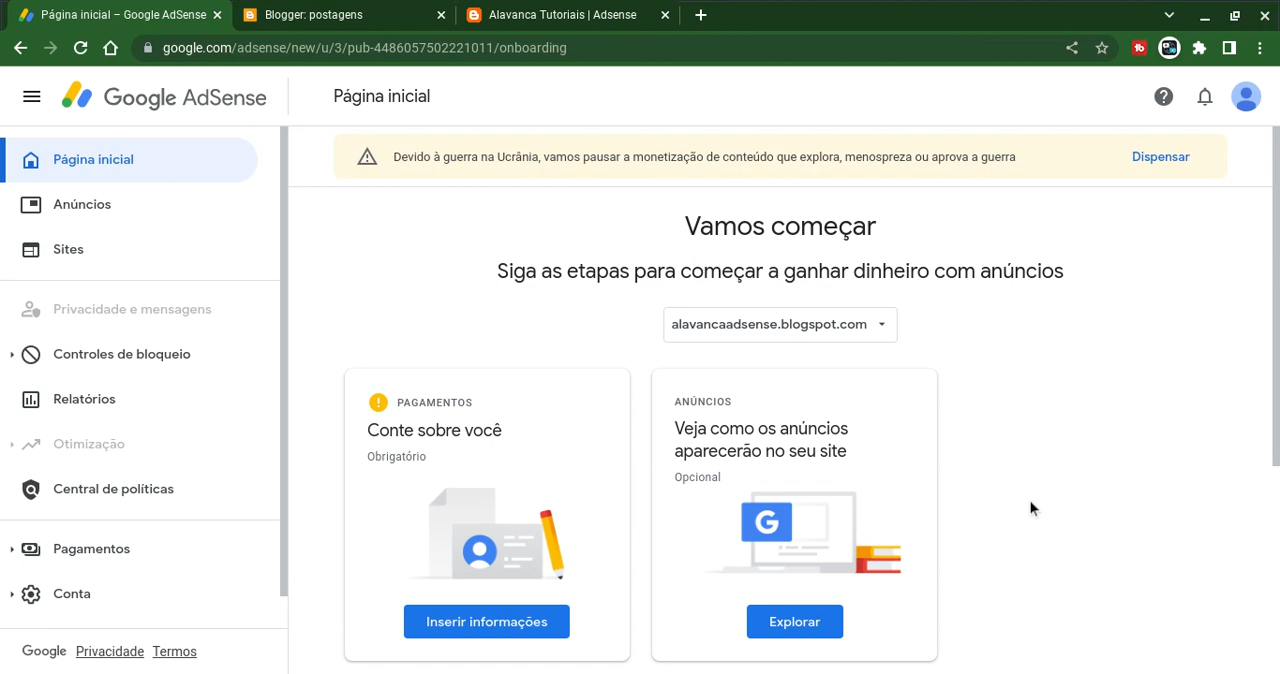 Página inicial – Google AdSense
Blogger: postagens
Alavanca Tutoriais | Adsense
google.com/adsense/new/u/3/pub-4486057502221011/onboarding
Google AdSense
Página inicial
Página inicial
Anúncios
Sites
Privacidade e mensagens
Controles de bloqueio
Relatórios
Otimização
Central de políticas
Pagamentos
Conta
Google Privacidade Termos
Devido à guerra na Ucrânia, vamos pausar a monetização de conteúdo que explora, menospreza ou aprova a guerra
Dispensar
Vamos começar
Siga as etapas para começar a ganhar dinheiro com anúncios
alavancaadsense.blogspot.com
PAGAMENTOS
Conte sobre você
Obrigatório
Inserir informações
ANÚNCIOS
Veja como os anúncios
aparecerão no seu site
Opcional
G
Explorar